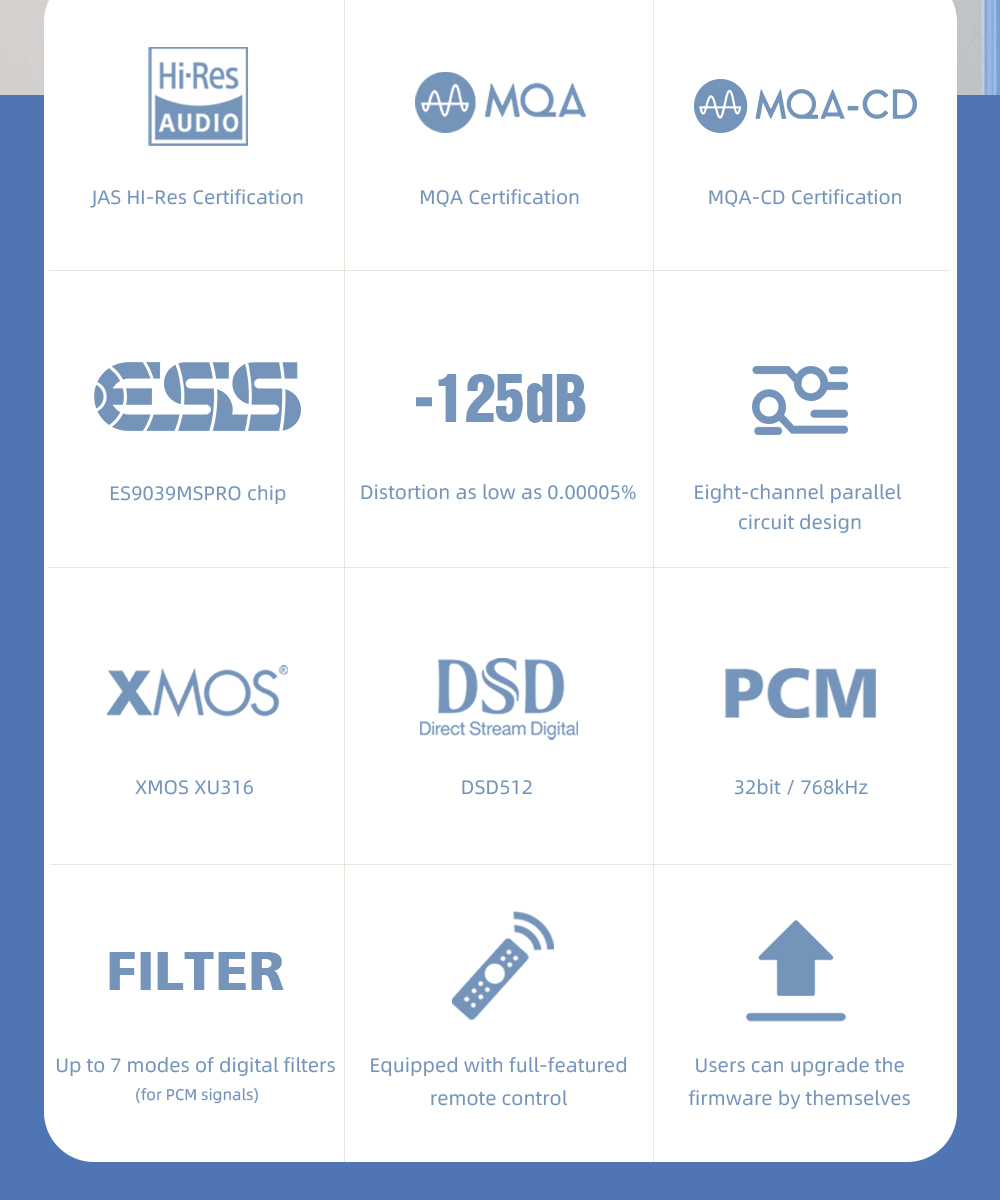 Hi-Res
AUDIO
JAS HI-Res Certification
MQA
MQA Certification
MQA-CD
MQA-CD Certification
ESS
ES9039MSPRO chip
-125dB
Distortion as low as 0.00005%
Eight-channel parallel
circuit design
XMOS®
XMOS XU316
DSD
Direct Stream Digital
DSD512
PCM
32bit / 768kHz
FILTER
Up to 7 modes of digital filters
(for PCM signals)
Equipped with full-featured
remote control
Users can upgrade the
firmware by themselves